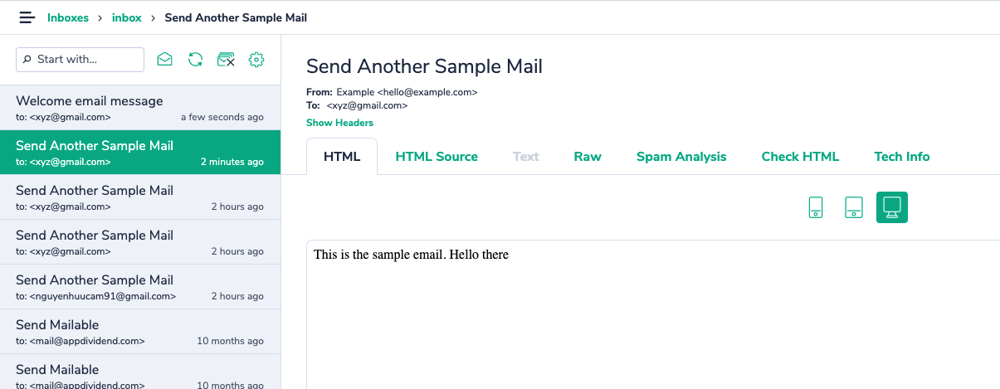 Inboxes › inbox › Send Another Sample Mail
Start with...
Welcome email message
to: <xyz@gmail.com> a few seconds ago
Send Another Sample Mail
to: <xyz@gmail.com> 2 minutes ago
Send Another Sample Mail
to: <xyz@gmail.com> 2 hours ago
Send Another Sample Mail
to: <xyz@gmail.com> 2 hours ago
Send Another Sample Mail
to: <nguyenhuucam91@gmail.com> 2 hours ago
Send Mailable
to: <mail@appdividend.com> 10 months ago
Send Mailable
to: <mail@appdividend.com> 10 months ago
Send Another Sample Mail
From: Example <hello@example.com>
To: <xyz@gmail.com>
Show Headers
HTML HTML Source Text Raw Spam Analysis Check HTML Tech Info
This is the sample email. Hello there